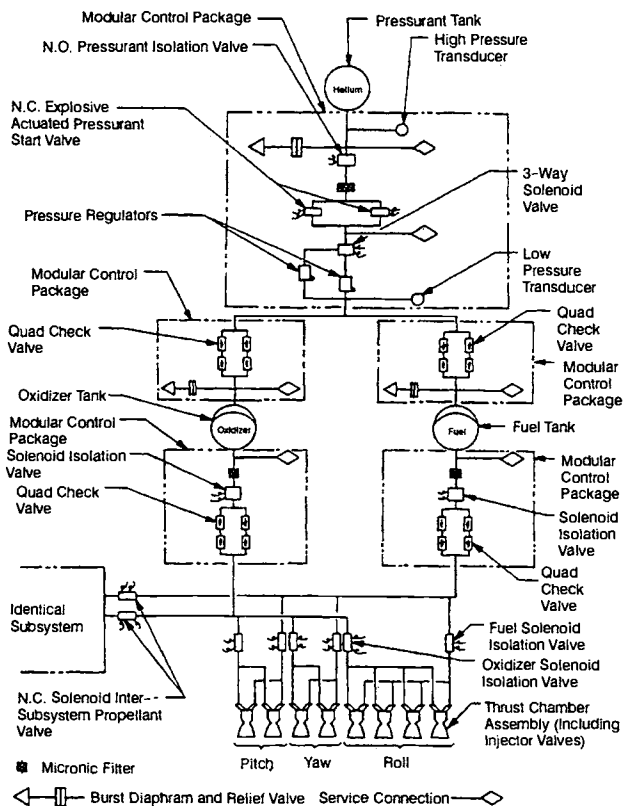 Modular Control Package
Pressurant Tank
N.O. Pressurant Isolation Valve
High Pressure
Transducer
Helium
N.C. Explosive
Actuated Pressurant
Start Valve
3-Way
Solenoid
Valve
Pressure Regulators
Low
Pressure
Transducer
Modular Control
Package
Quad Check
Valve
Quad
Check
Valve
Modular
Control
Package
Oxidizer Tank
Oxidizer
Fuel
Fuel Tank
Modular Control
Package
Solenoid Isolation
Valve
Quad Check
Valve
Modular
Control
Package
Solenoid
Isolation
Valve
Quad
Check
Valve
Identical
Subsystem
Fuel Solenoid
Isolation Valve
Oxidizer Solenoid
Isolation Valve
N.C. Solenoid Inter-
Subsystem Propellant
Valve
Thrust Chamber
Assembly (Including
Injector Valves)
Pitch Yaw Roll
Micronic Filter
Burst Diaphram and Relief Valve Service Connection